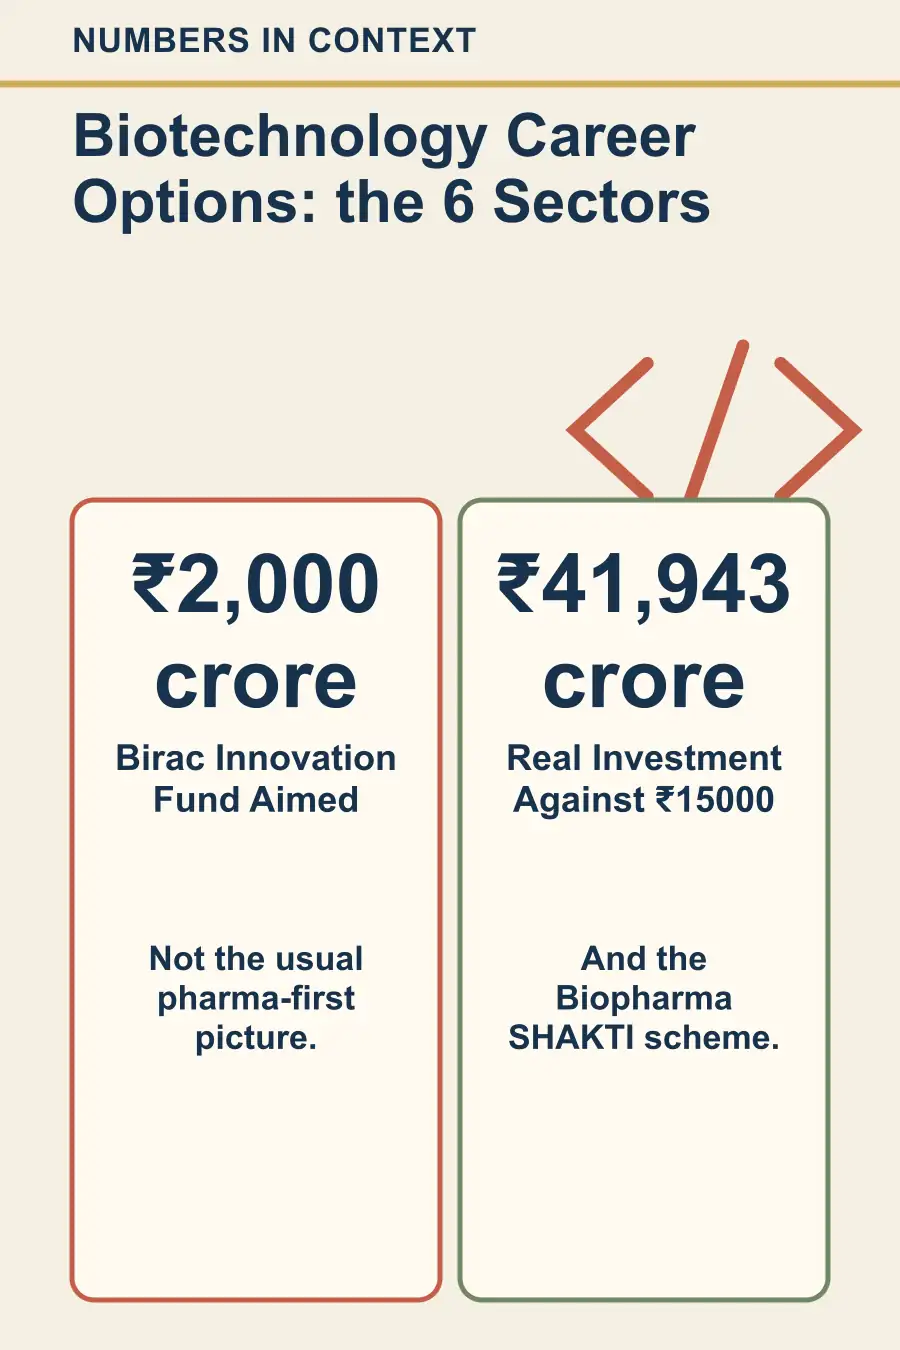 NUMBERS IN CONTEXT
Biotechnology Career
Options: the 6 Sectors
₹2,000
crore
Birac Innovation
Fund Aimed
Not the usual
pharma-first
picture.
₹41,943
crore
Real Investment
Against ₹15000
And the
Biopharma
SHAKTI scheme.